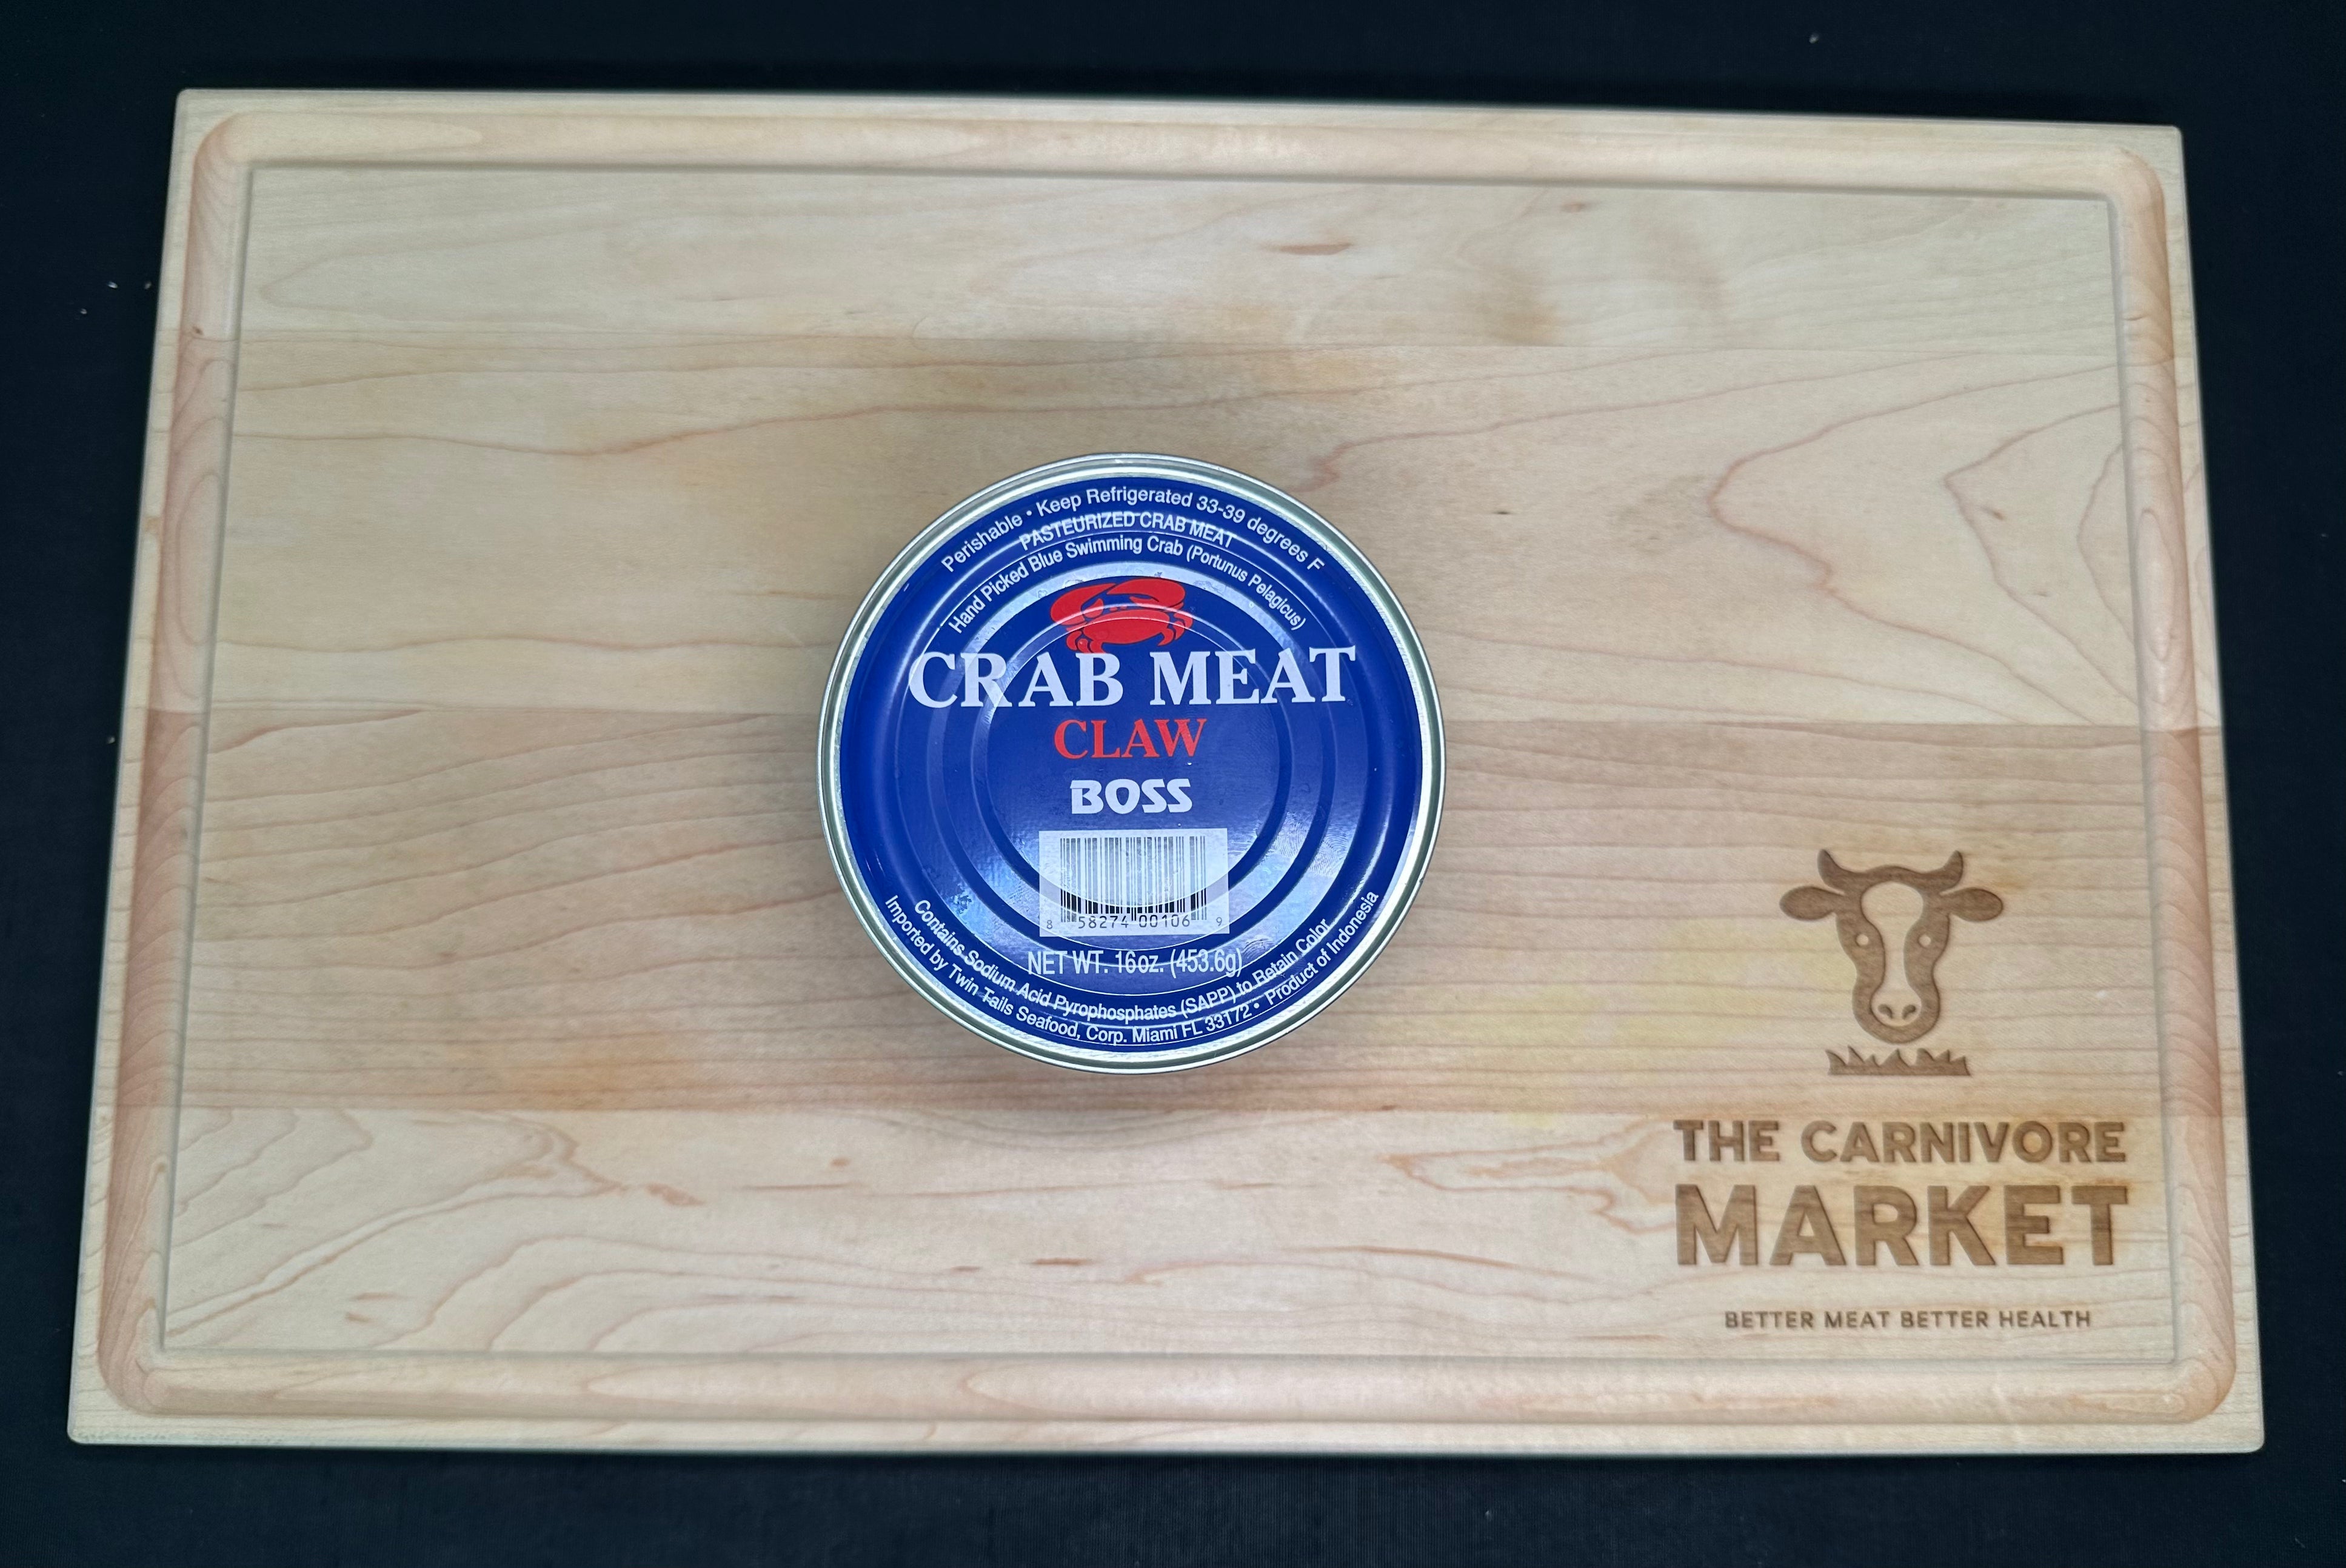 Perishable • Keep Refrigerated 33-39 degrees F
PASTEURIZED CRAB MEAT
Hand Picked Blue Swimming Crab (Portunus Pelagicus)
CRAB MEAT
CLAW
BOSS
8 58274 00106 9
NET WT. 16oz. (453.6g)
Contains Sodium Acid Pyrophosphates (SAPP) to Retain Color
Imported by Twin Tails Seafood, Corp. Miami FL 33172 • Product of Indonesia
THE CARNIVORE
MARKET
BETTER MEAT BETTER HEALTH